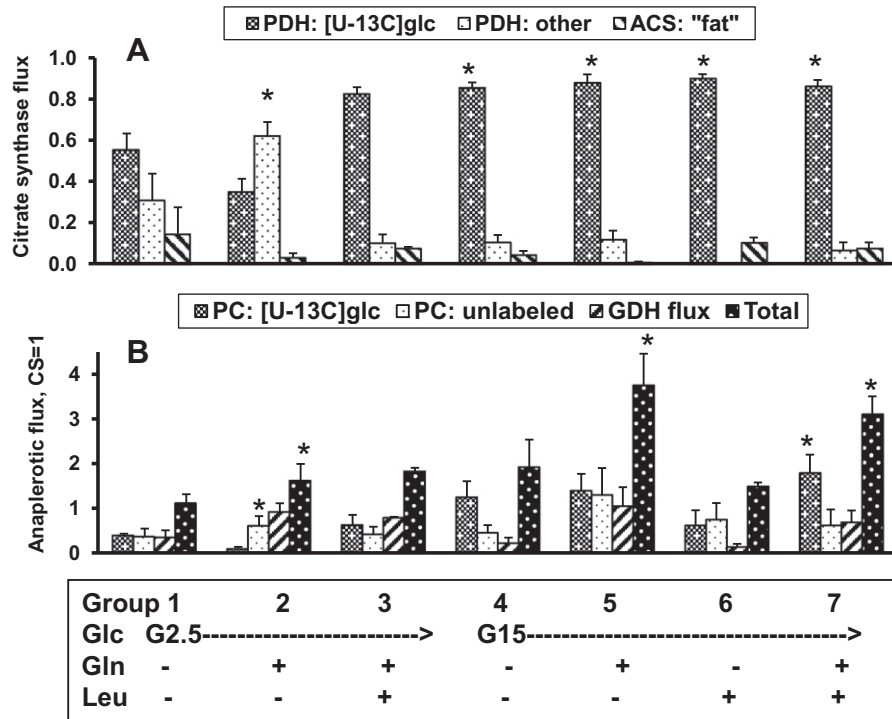 PDH: [U-13C]glc PDH: other ACS: "fat"
A
Citrate synthase flux
1.0
0.8
0.6
0.4
0.2
0.0
* * * * *
PC: [U-13C]glc PC: unlabeled GDH flux Total
B
Anaplerotic flux, CS=1
4
3
2
1
0
* * * * *
Group 1 2 3 4 5 6 7
Glc G2.5-----------------------> G15---------------------------------->
Gln - + + - + - +
Leu - - + - - + +